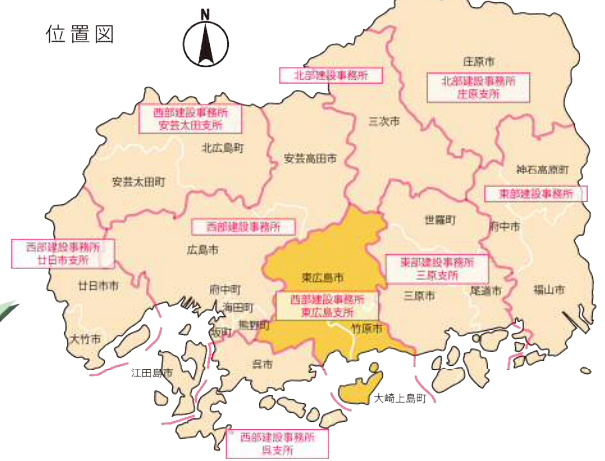 位置図
N
庄原市
北部建設事務所
北部建設事務所
庄原支所
西部建設事務所
安芸太田支所
三次市
北広島町
安芸高田市
神石高原町
安芸太田町
東部建設事務所
世羅町
西部建設事務所
府中市
西部建設事務所
廿日市支所
広島市
東部建設事務所
三原支所
東広島市
廿日市市
府中町
尾道市
福山市
三原市
西部建設事務所
東広島支所
海田町
熊野町
坂町
竹原市
大竹市
呉市
江田島市
大崎上島町
西部建設事務所
呉支所